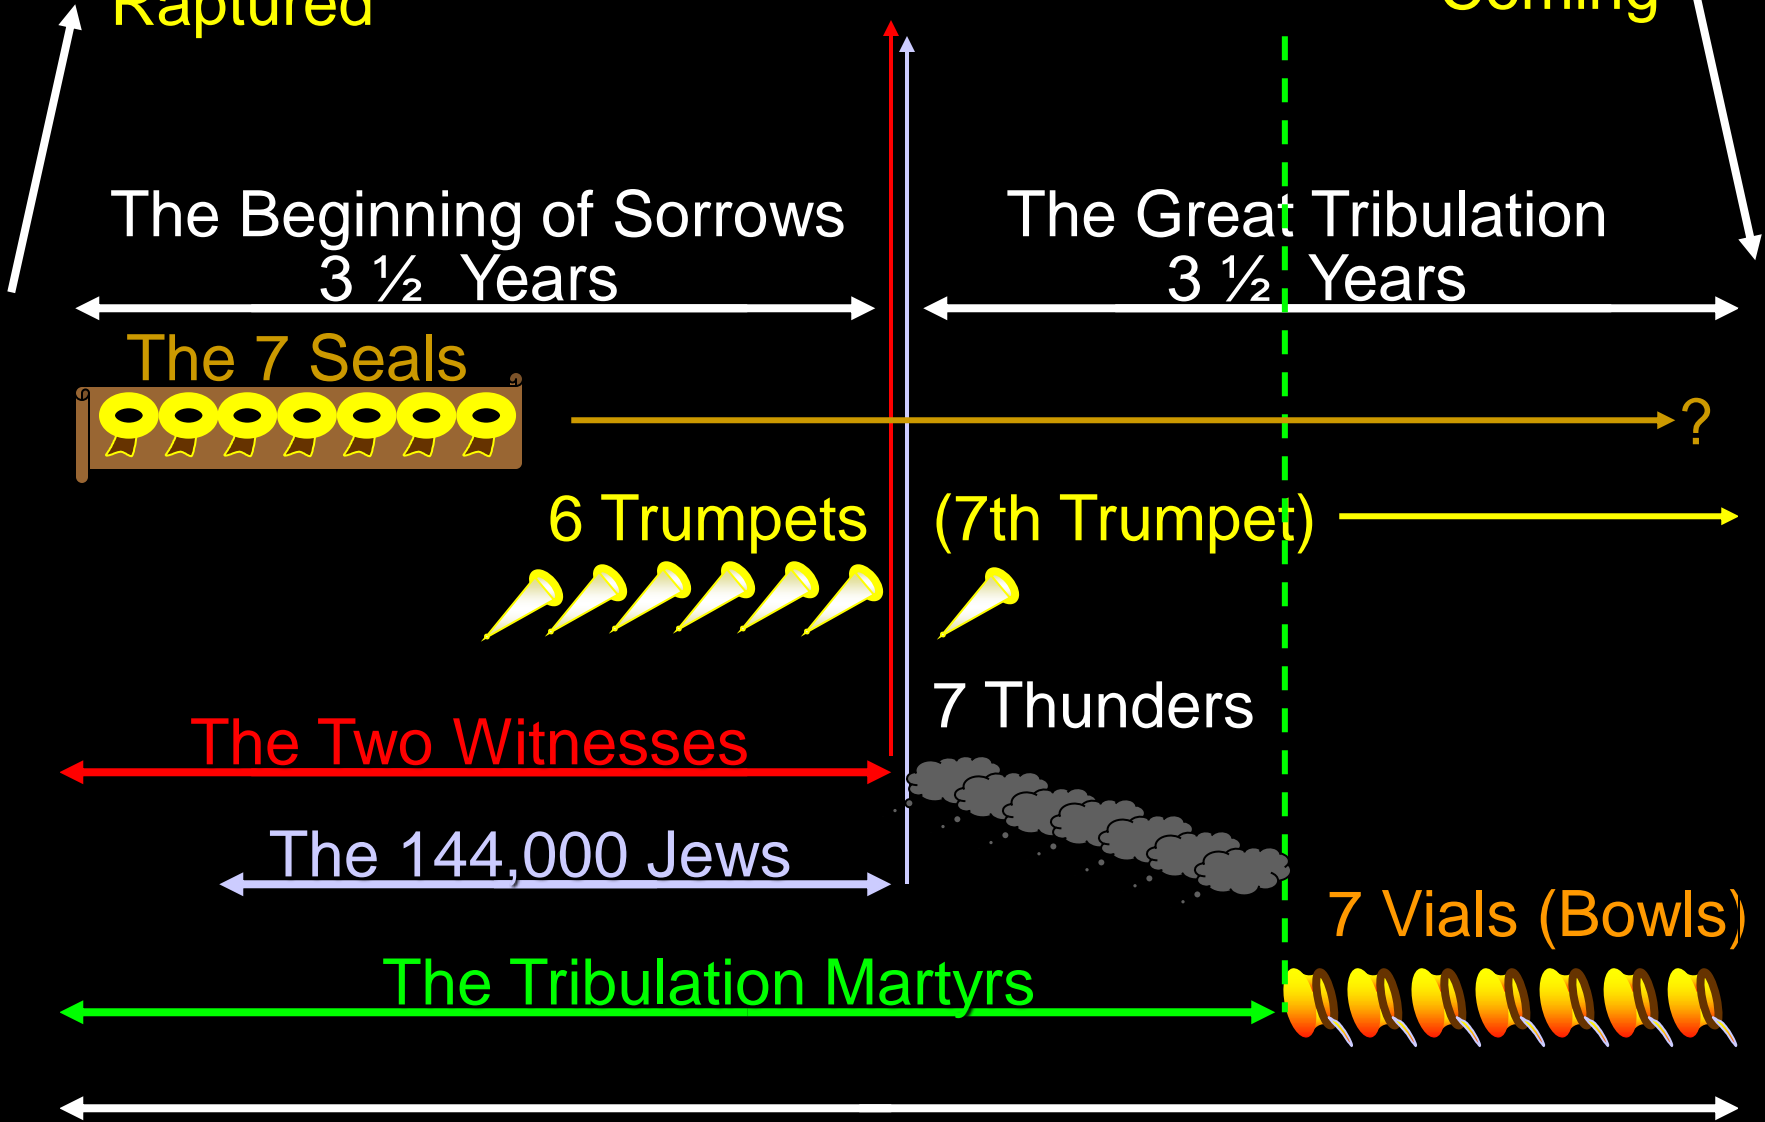 Raptured
Coming
The Beginning of Sorrows
3 ½ Years
The Great Tribulation
3 ½ Years
The 7 Seals
?
6 Trumpets
(7th Trumpet)
7 Thunders
The Two Witnesses
The 144,000 Jews
7 Vials (Bowls)
The Tribulation Martyrs